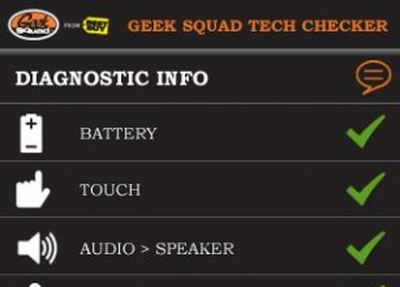 Geek Squad FROM BEST BUY GEEK SQUAD TECH CHECKER
DIAGNOSTIC INFO
BATTERY
TOUCH
AUDIO > SPEAKER